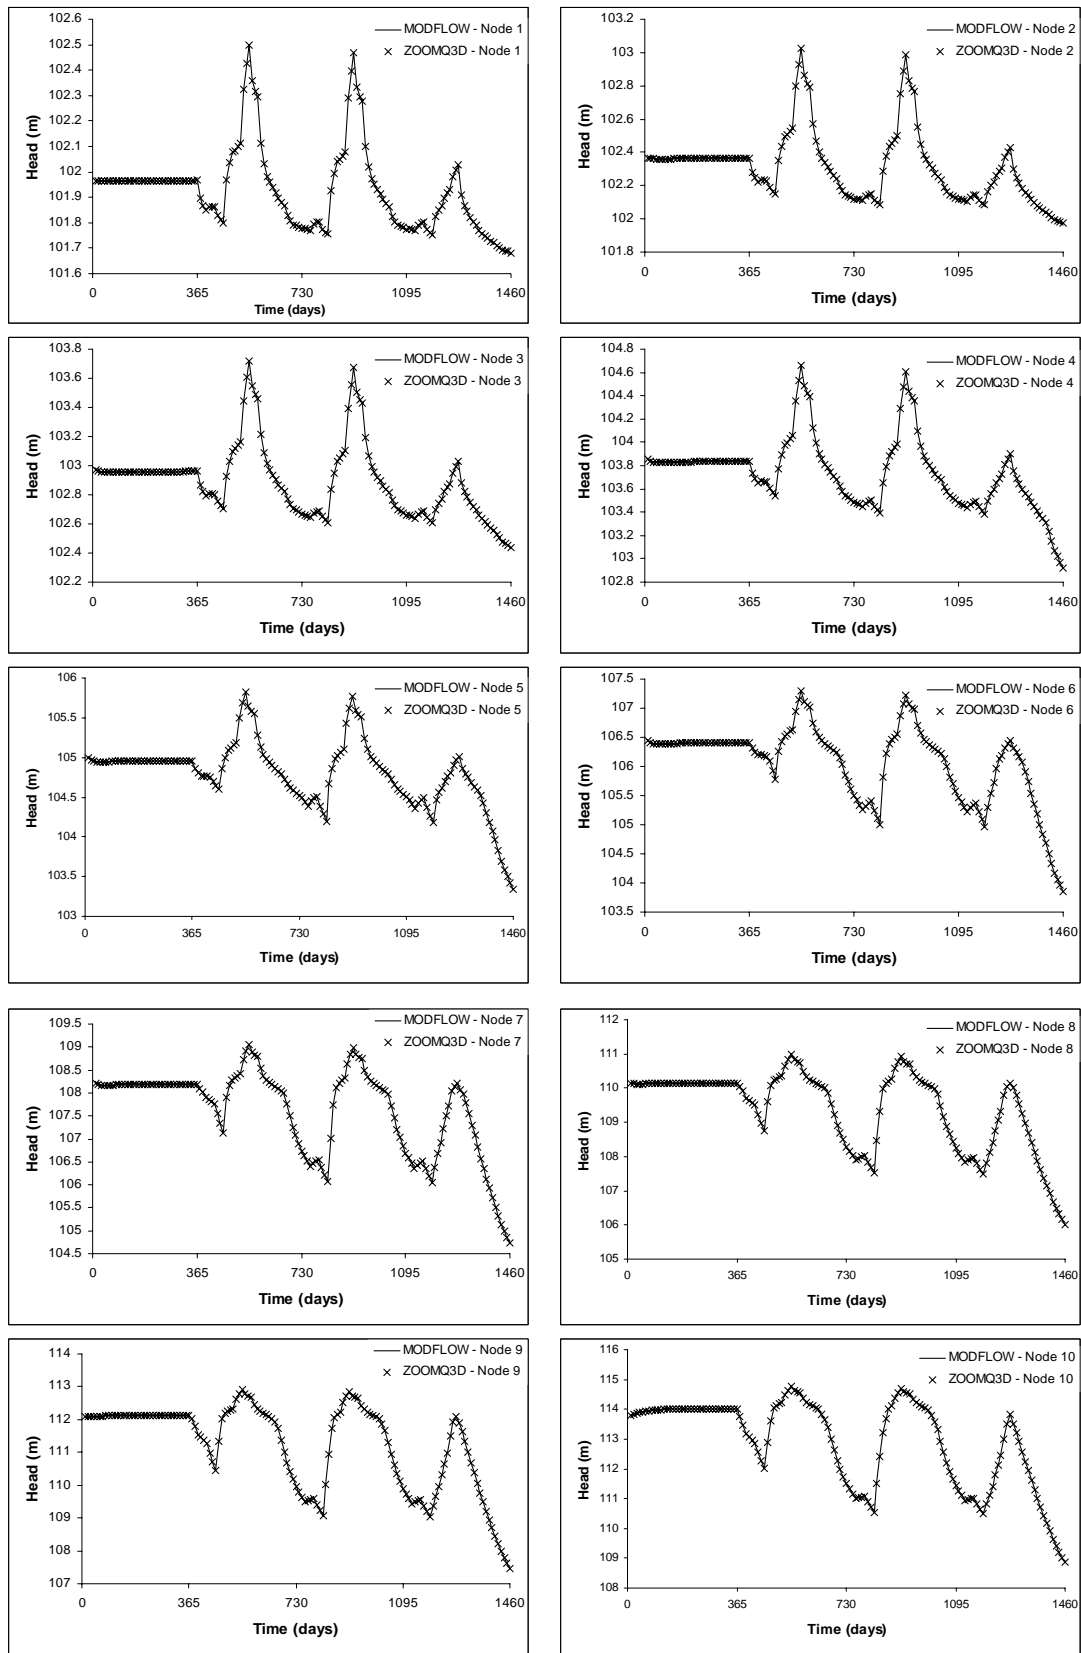 102.6
102.5
102.4
102.3
102.2
102.1
102
101.9
101.8
101.7
101.6
Head (m)
0 365 730 1095 1460
Time (days)
MODFLOW - Node 1
ZOOMQ3D - Node 1
103.2
103
102.8
102.6
102.4
102.2
102
101.8
Head (m)
0 365 730 1095 1460
Time (days)
MODFLOW - Node 2
ZOOMQ3D - Node 2
103.8
103.6
103.4
103.2
103
102.8
102.6
102.4
102.2
Head (m)
0 365 730 1095 1460
Time (days)
MODFLOW - Node 3
ZOOMQ3D - Node 3
104.8
104.6
104.4
104.2
104
103.8
103.6
103.4
103.2
103
102.8
Head (m)
0 365 730 1095 1460
Time (days)
MODFLOW - Node 4
ZOOMQ3D - Node 4
106
105.5
105
104.5
104
103.5
103
Head (m)
0 365 730 1095 1460
Time (days)
MODFLOW - Node 5
ZOOMQ3D - Node 5
107.5
107
106.5
106
105.5
105
104.5
104
103.5
Head (m)
0 365 730 1095 1460
Time (days)
MODFLOW - Node 6
ZOOMQ3D - Node 6
109.5
109
108.5
108
107.5
107
106.5
106
105.5
105
104.5
Head (m)
0 365 730 1095 1460
Time (days)
MODFLOW - Node 7
ZOOMQ3D - Node 7
112
111
110
109
108
107
106
105
Head (m)
0 365 730 1095 1460
Time (days)
MODFLOW - Node 8
ZOOMQ3D - Node 8
114
113
112
111
110
109
108
107
Head (m)
0 365 730 1095 1460
Time (days)
MODFLOW - Node 9
ZOOMQ3D - Node 9
116
115
114
113
112
111
110
109
108
Head (m)
0 365 730 1095 1460
Time (days)
MODFLOW - Node 10
ZOOMQ3D - Node 10